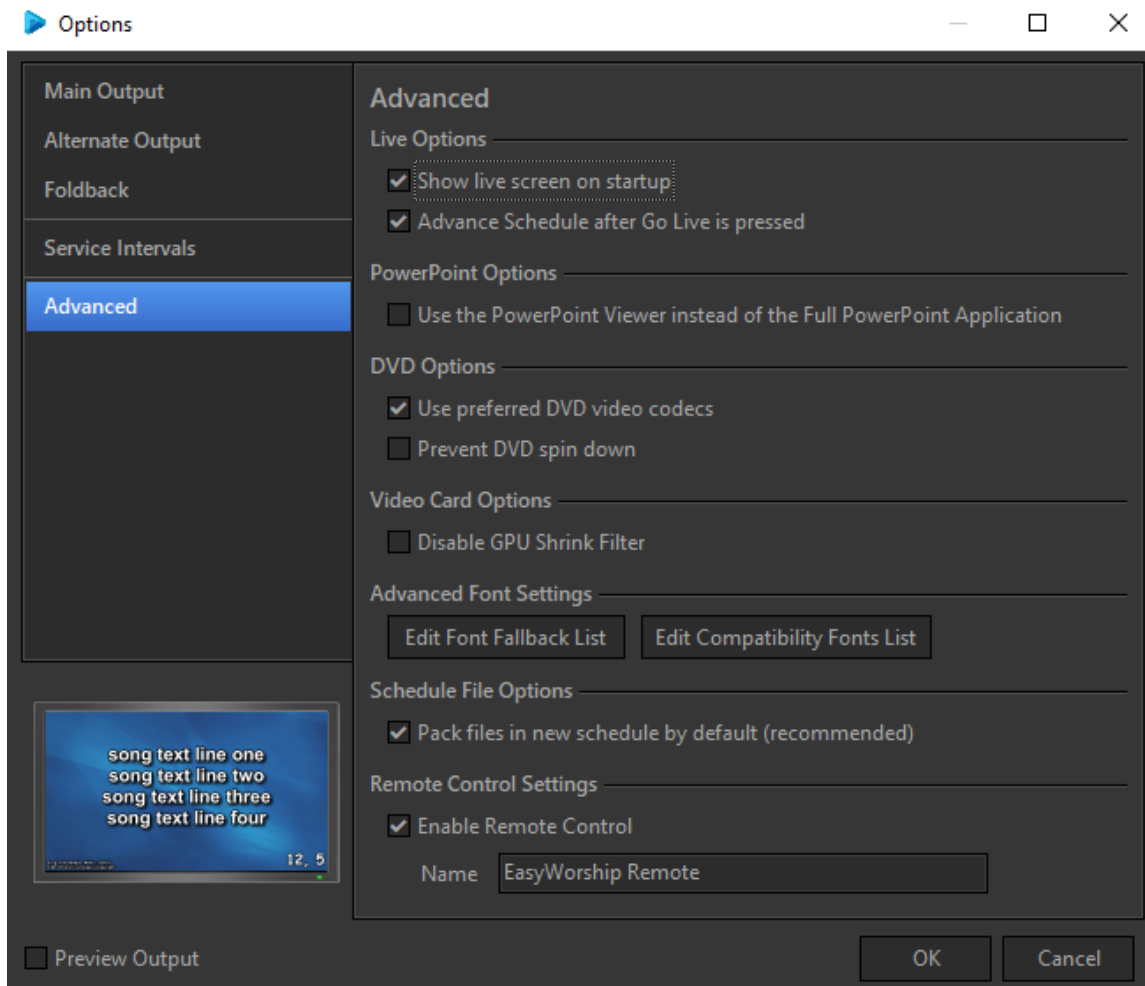 Options
Main Output
Alternate Output
Foldback
Service Intervals
Advanced
Advanced
Live Options
Show live screen on startup
Advance Schedule after Go Live is pressed
PowerPoint Options
Use the PowerPoint Viewer instead of the Full PowerPoint Application
DVD Options
Use preferred DVD video codecs
Prevent DVD spin down
Video Card Options
Disable GPU Shrink Filter
Advanced Font Settings
Edit Font Fallback List Edit Compatibility Fonts List
Schedule File Options
Pack files in new schedule by default (recommended)
Remote Control Settings
Enable Remote Control
Name EasyWorship Remote
song text line one
song text line two
song text line three
song text line four
12, 5
Preview Output
OK Cancel